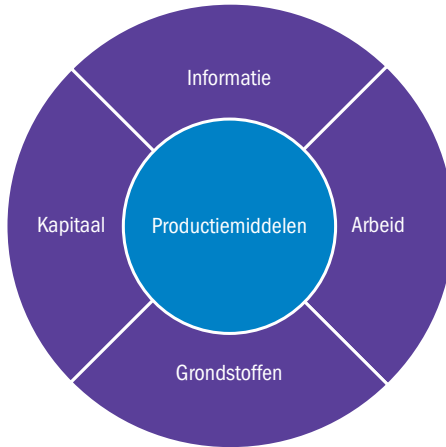 Informatie
Kapitaal
Productiemiddelen
Arbeid
Grondstoffen